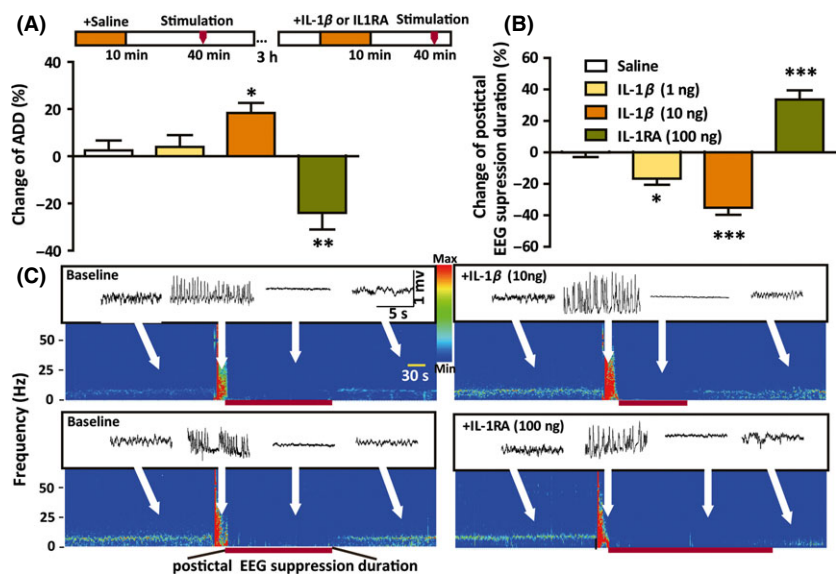 (A)
+Saline Stimulation +IL-1β or IL1RA Stimulation
10 min 40 min ... 3 h 10 min 40 min
Change of ADD (%)
40
20
0
−20
−40
*
**
(B)
Change of postictal
EEG supression duration (%)
60
40
20
0
−20
−40
−60
Saline
IL-1β (1 ng)
IL-1β (10 ng)
IL-1RA (100 ng)
*
***
***
(C)
Baseline
1 mv
5 s
Max
Min
30 s
+IL-1β (10ng)
Baseline
+IL-1RA (100 ng)
Frequency (Hz)
50
25
0
50
25
0
postictal EEG suppression duration